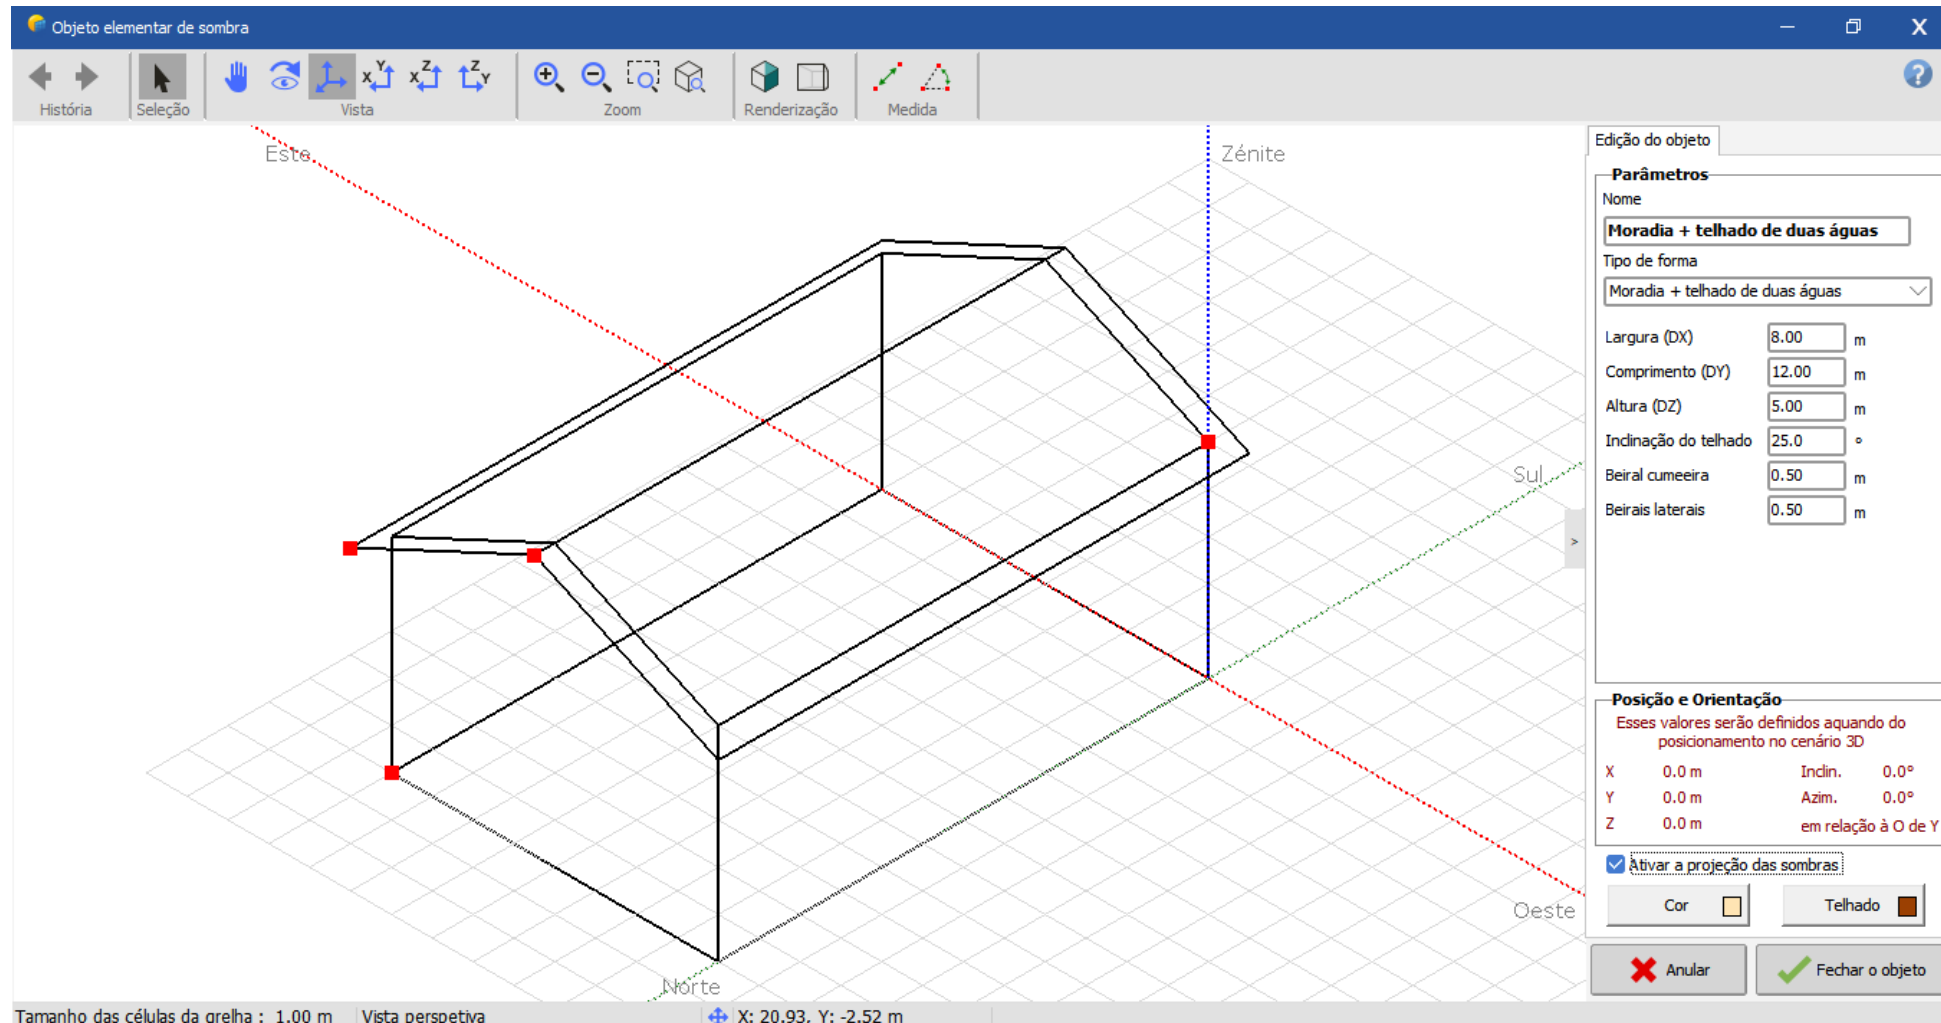 Objeto elementar de sombra
História
Seleção
Vista
Zoom
Renderização
Medida
Este
Zénite
Sul
Oeste
Norte
Edição do objeto
Parâmetros
Nome
Moradia + telhado de duas águas
Tipo de forma
Moradia + telhado de duas águas
Largura (DX) 8.00 m
Comprimento (DY) 12.00 m
Altura (DZ) 5.00 m
Inclinação do telhado 25.0 °
Beiral cumeeira 0.50 m
Beirais laterais 0.50 m
Posição e Orientação
Esses valores serão definidos aquando do
posicionamento no cenário 3D
X 0.0 m Inclin. 0.0°
Y 0.0 m Azim. 0.0°
Z 0.0 m em relação à O de Y
Ativar a projeção das sombras
Cor Telhado
Anular Fechar o objeto
Tamanho das células da grelha : 1.00 m Vista perspetiva X: 20.93, Y: -2.52 m